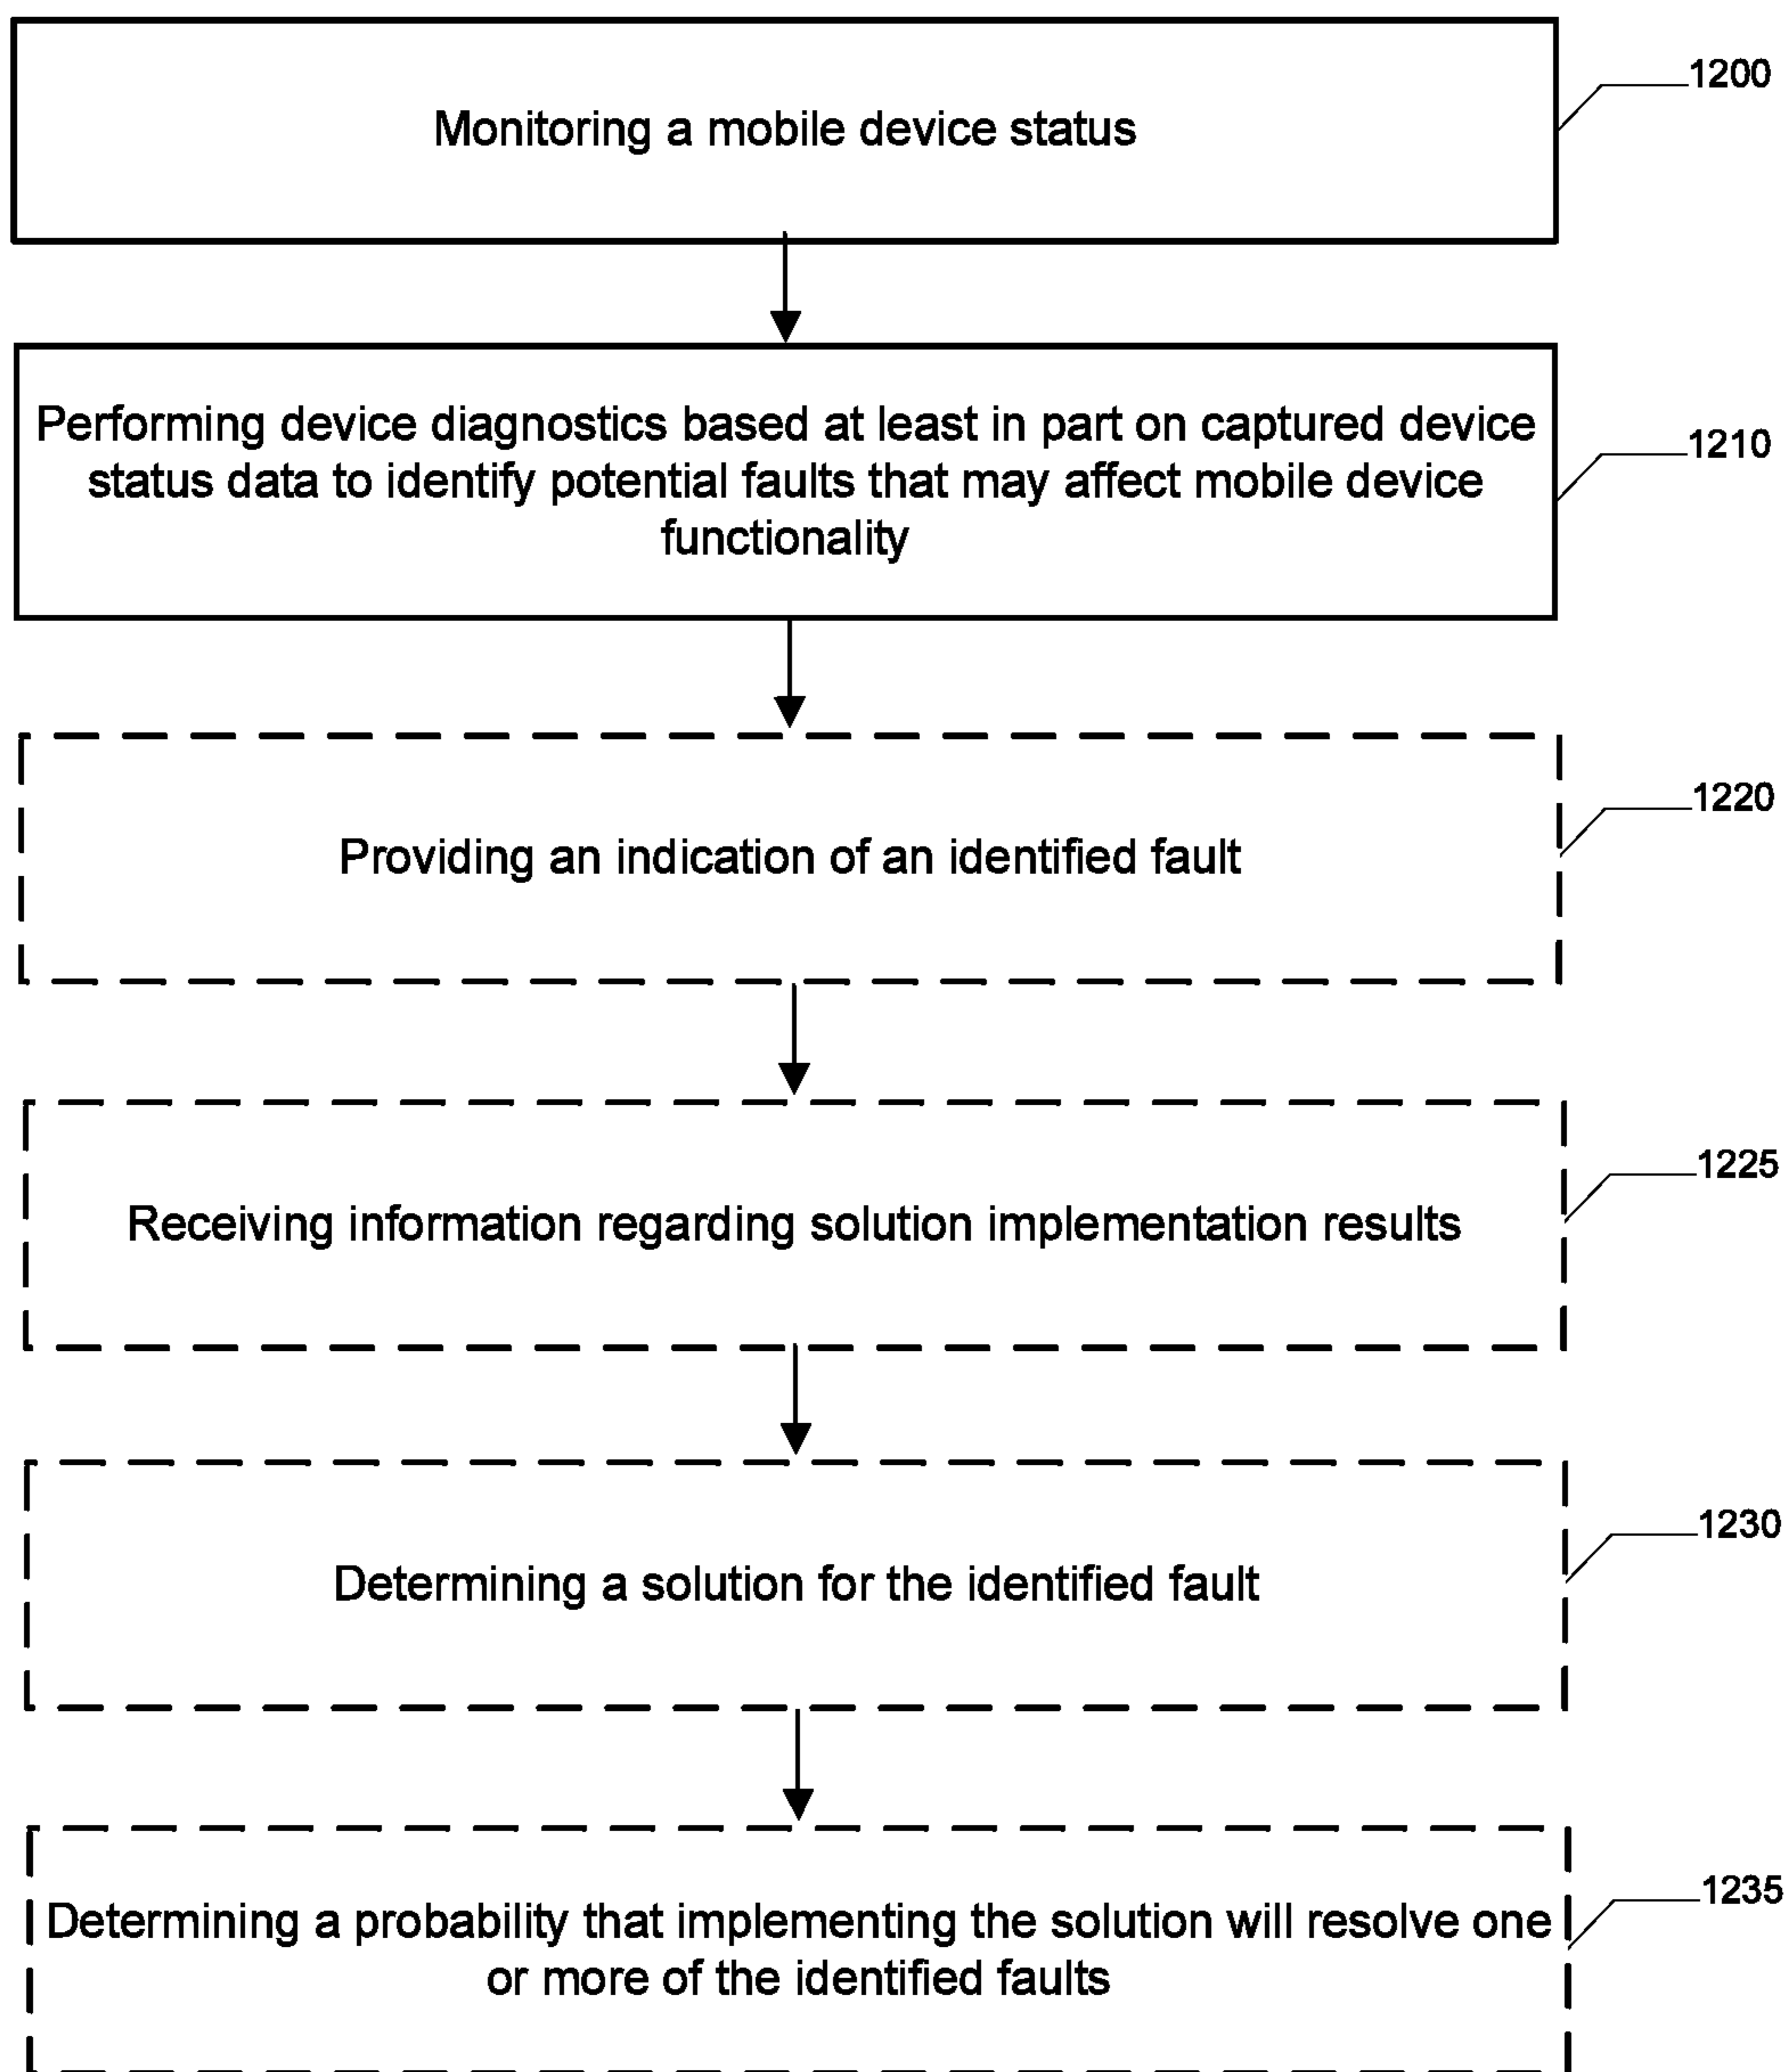 Monitoring a mobile device status
1200
Performing device diagnostics based at least in part on captured device
status data to identify potential faults that may affect mobile device
functionality
1210
Providing an indication of an identified fault
1220
Receiving information regarding solution implementation results
1225
Determining a solution for the identified fault
1230
Determining a probability that implementing the solution will resolve one
or more of the identified faults
1235